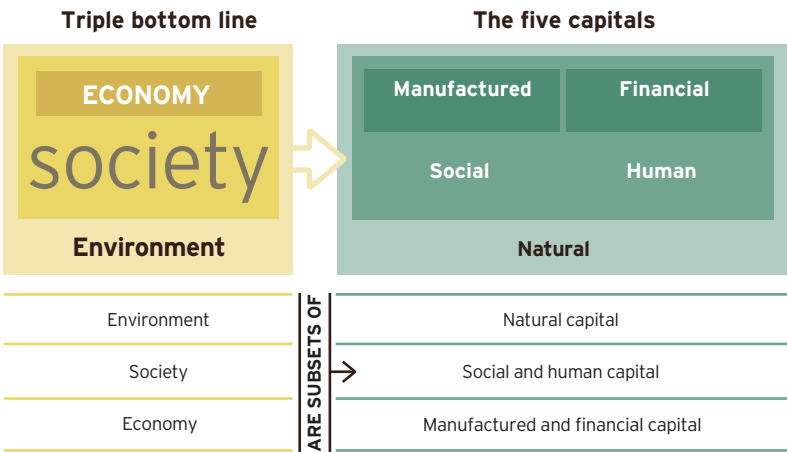 Triple bottom line
The five capitals
ECONOMY
society
Environment
Manufactured
Financial
Social
Human
Natural
Environment
Society
Economy
ARE SUBSETS OF
Natural capital
Social and human capital
Manufactured and financial capital